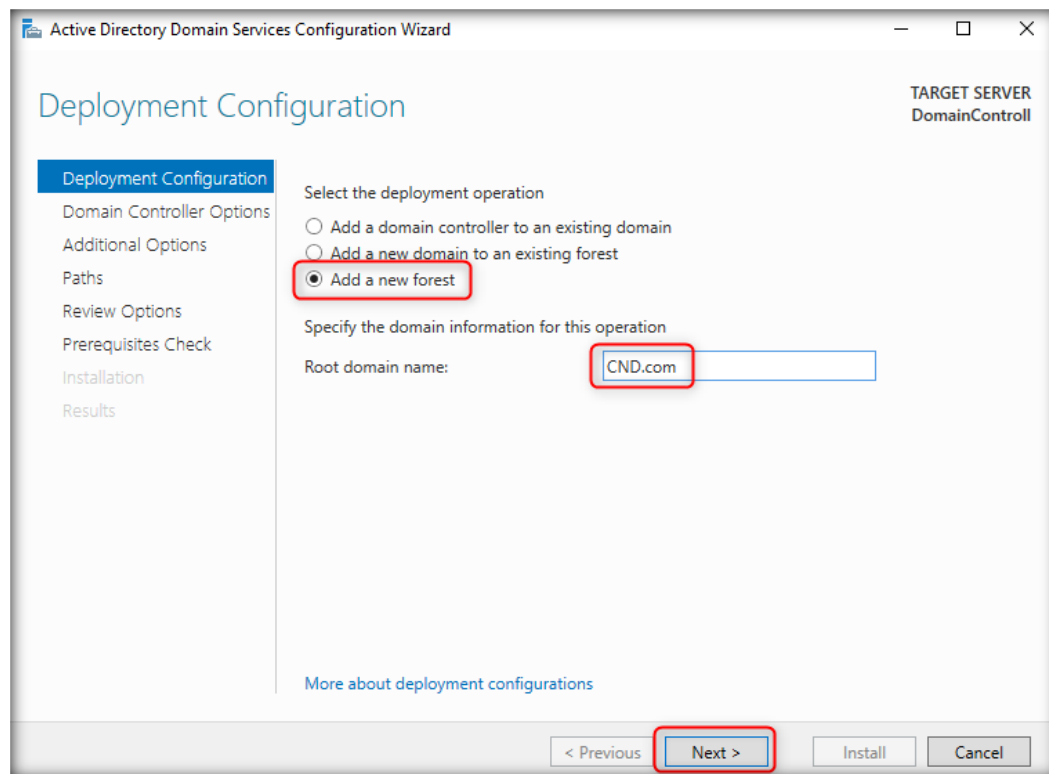 Active Directory Domain Services Configuration Wizard
Deployment Configuration
TARGET SERVER
DomainControll
Deployment Configuration
Domain Controller Options
Additional Options
Paths
Review Options
Prerequisites Check
Installation
Results
Select the deployment operation
Add a domain controller to an existing domain
Add a new domain to an existing forest
Add a new forest
Specify the domain information for this operation
Root domain name:
CND.com
More about deployment configurations
< Previous
Next >
Install
Cancel